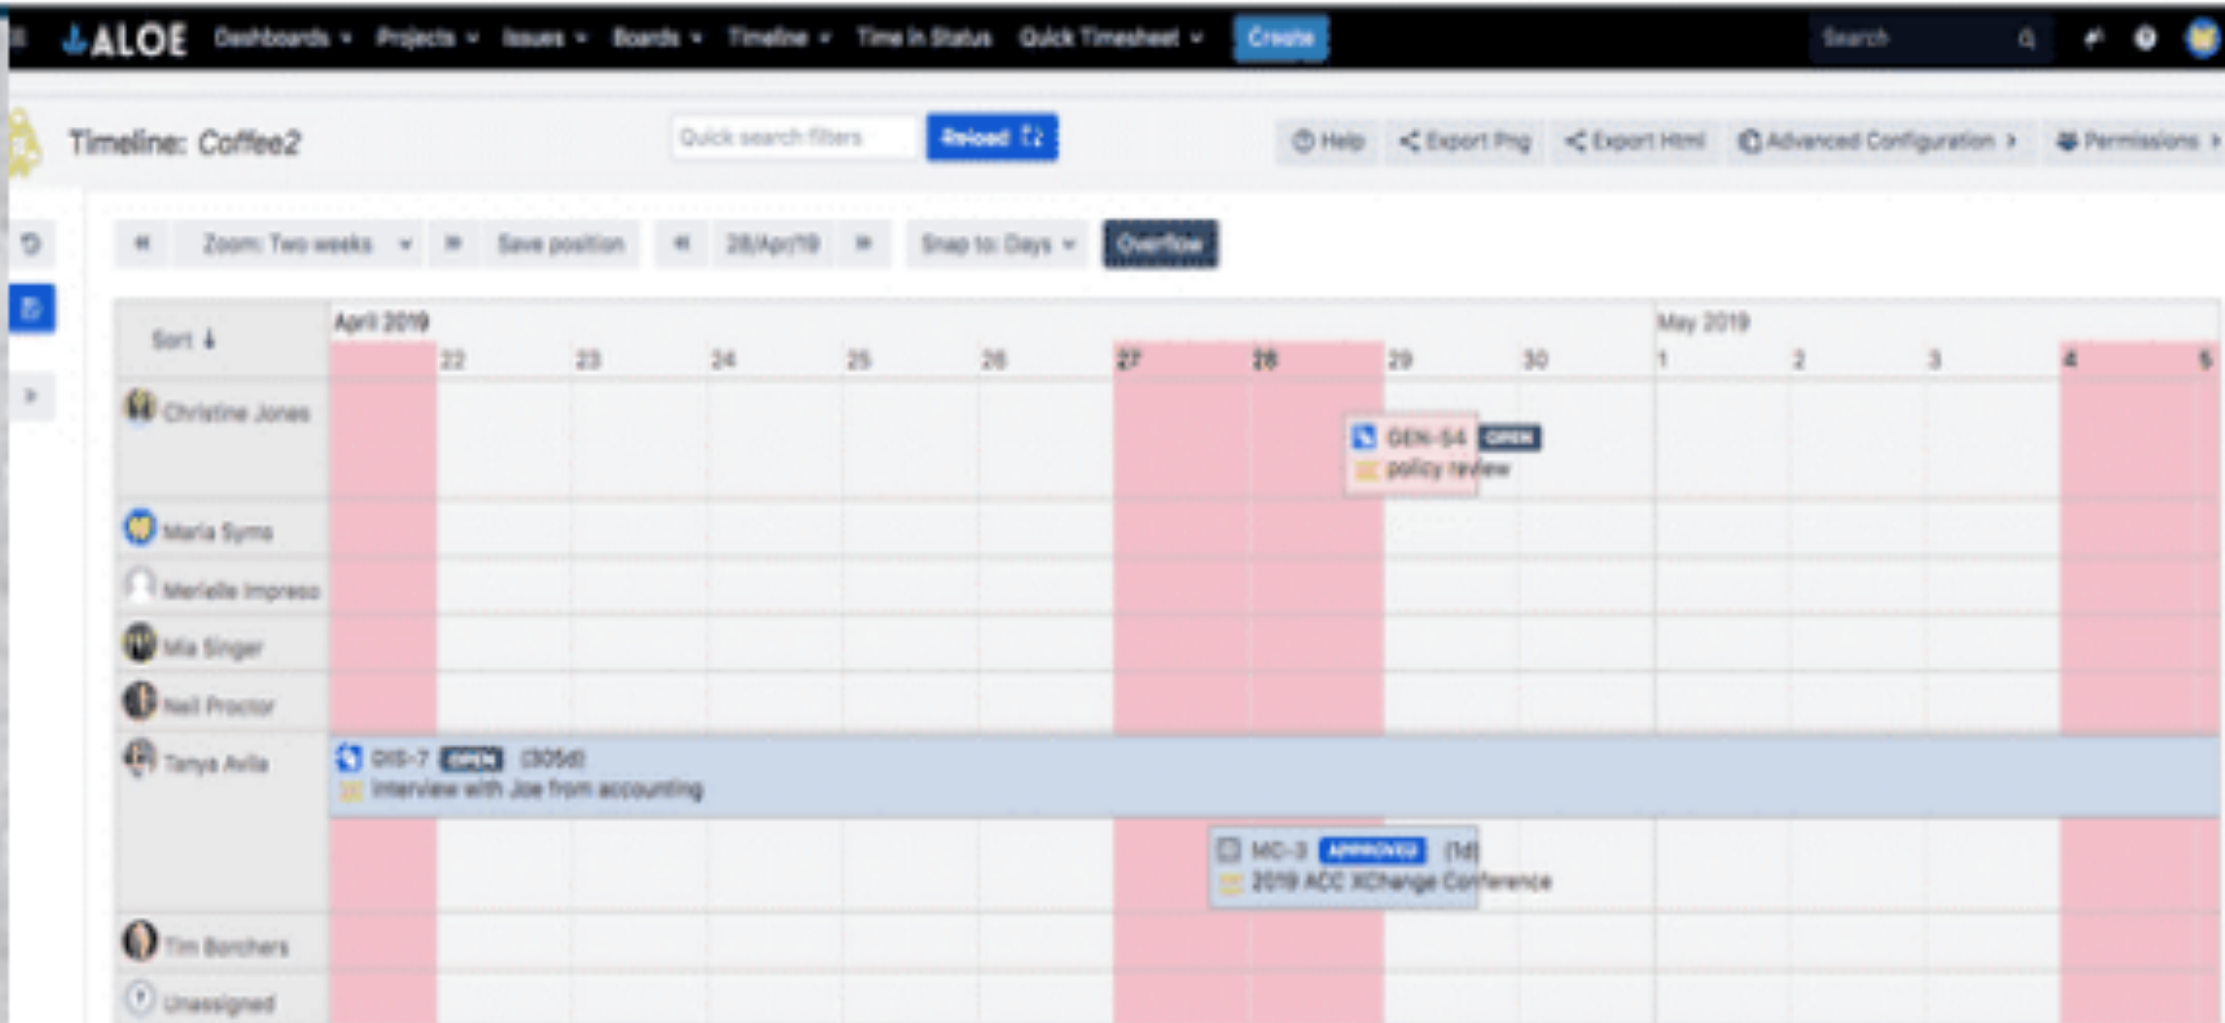 ALOE Dashboards Projects Issues Boards Timeline Time in Status Quick Timesheet Create Search
Timeline: Coffee2 Quick search filters Reload Help Export Png Export Html Advanced Configuration Permissions
Zoom: Two weeks Save position 28/Apr/19 Snap to: Days Overflow
Sort April 2019 May 2019
22 23 24 25 26 27 28 29 30 1 2 3 4 5
Christine Jones
GEN-54 OPEN
policy review
Maria Syms
Merielle Impreso
Mia Singer
Neil Proctor
Tanya Avila
DIS-7 OPEN (305d)
interview with Joe from accounting
MC-3 APPROVED (1d)
2019 ACC XChange Conference
Tim Borchers
Unassigned